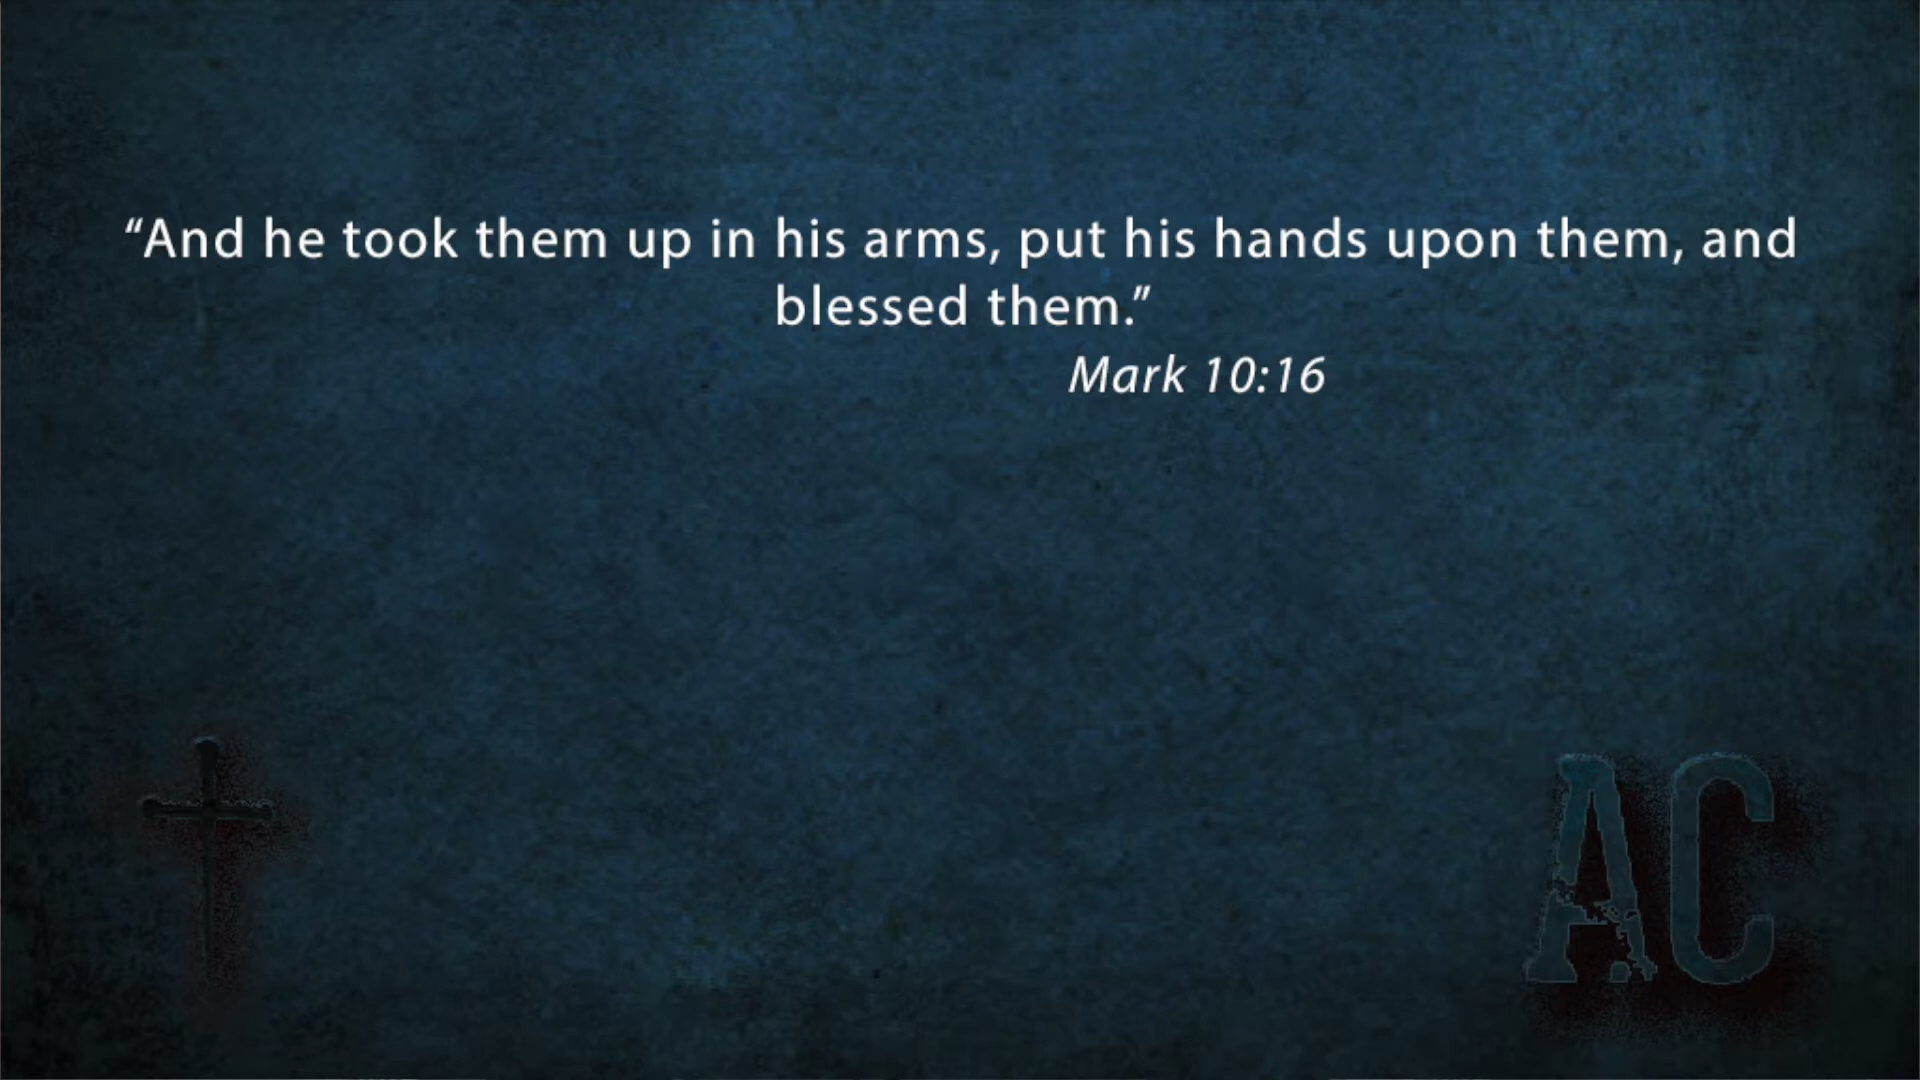 “And he took them up in his arms, put his hands upon them, and
blessed them.”
Mark 10:16
AC